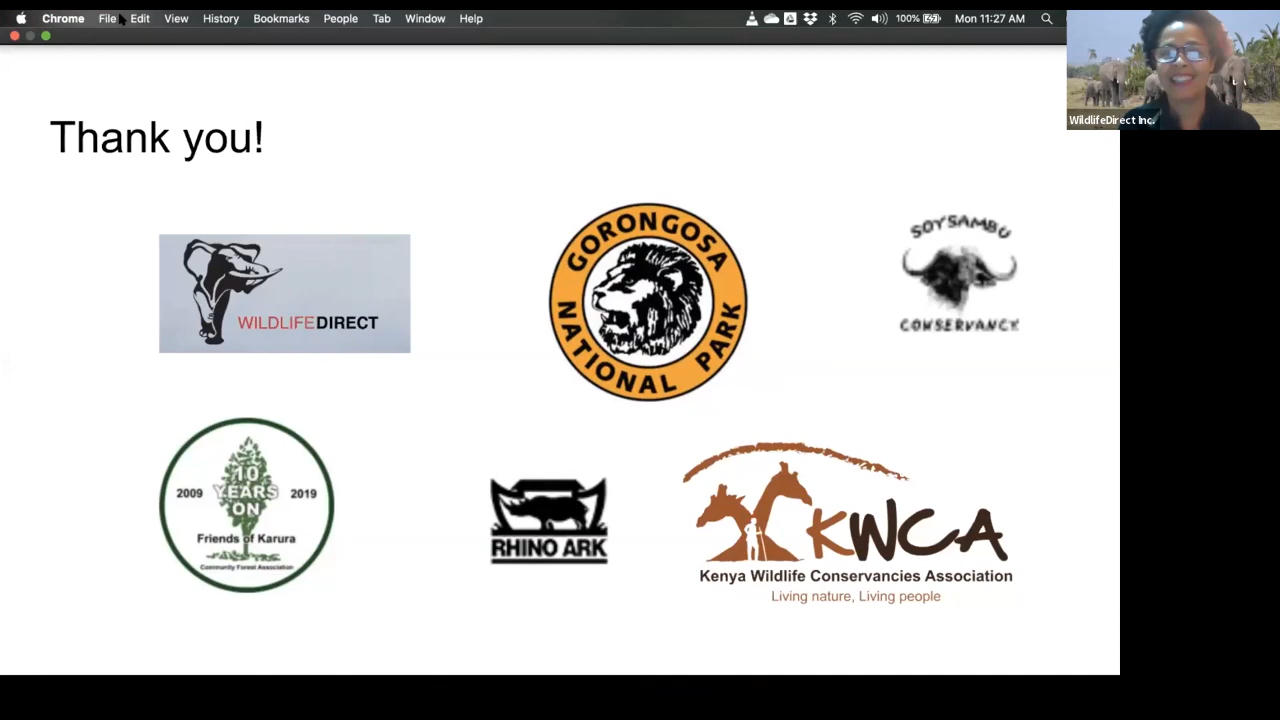 Chrome File Edit View History Bookmarks People Tab Window Help
100% Mon 11:27 AM
WildlifeDirect Inc.
Thank you!
WILDLIFEDIRECT
GORONGOSA
NATIONAL PARK
SOYSAMBU
CONSERVANCY
10
2009 YEARS 2019
ON
Friends of Karura
Community Forest Association
RHINO ARK
KWCA
Kenya Wildlife Conservancies Association
Living nature, Living people